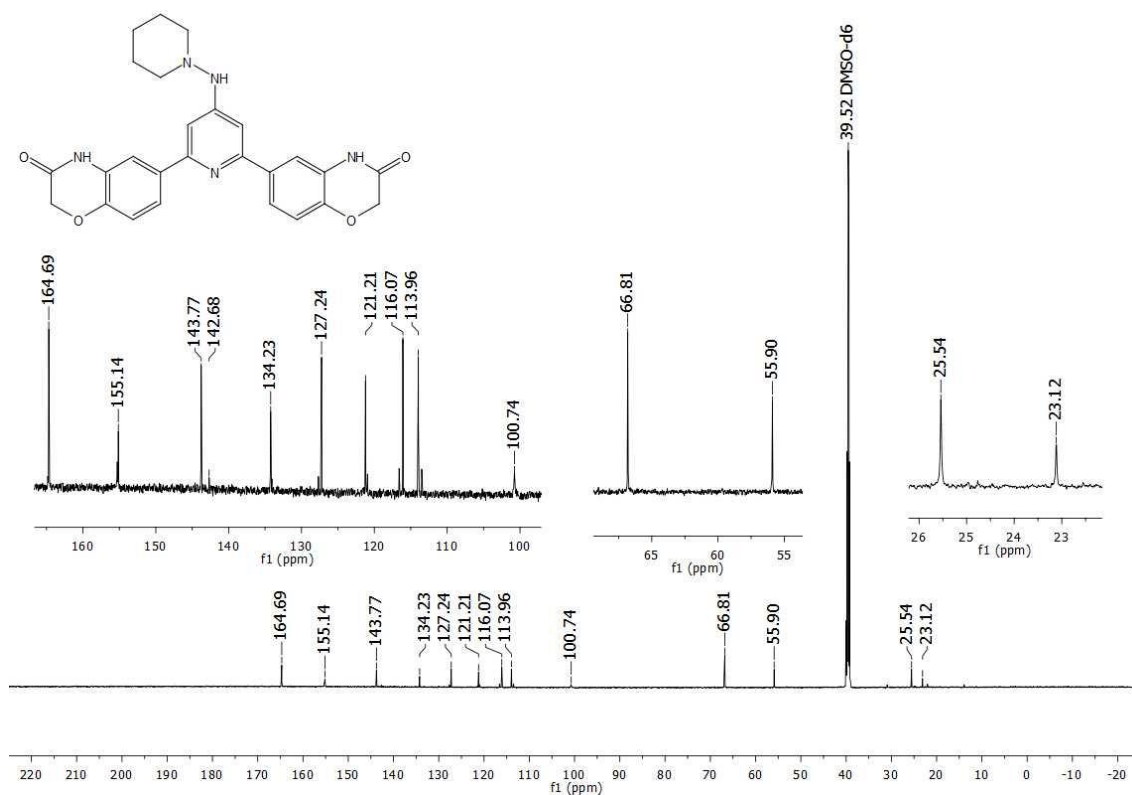 N
NH
O
NH
N
NH
O
O
O
39.52 DMSO-d6
164.69
155.14
143.77
142.68
134.23
127.24
121.21
116.07
113.96
100.74
66.81
55.90
25.54
23.12
160 150 140 130 120 110 100
f1 (ppm)
65 60 55
f1 (ppm)
26 25 24 23
f1 (ppm)
164.69
155.14
143.77
134.23
127.24
121.21
116.07
113.96
100.74
66.81
55.90
25.54
23.12
220 210 200 190 180 170 160 150 140 130 120 110 100 90 80 70 60 50 40 30 20 10 0 -10 -20
f1 (ppm)